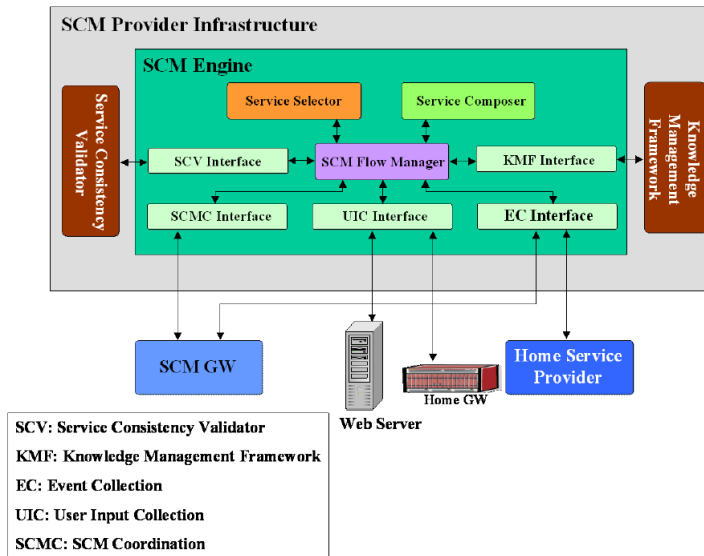 SCM Provider Infrastructure
SCM Engine
Service Selector
Service Composer
Service Consistency
Validator
SCV Interface
SCM Flow Manager
KMF Interface
Knowledge
Management
Framework
SCMC Interface
UIC Interface
EC Interface
SCM GW
Web Server
Home GW
Home Service
Provider
SCV: Service Consistency Validator
KMF: Knowledge Management Framework
EC: Event Collection
UIC: User Input Collection
SCMC: SCM Coordination